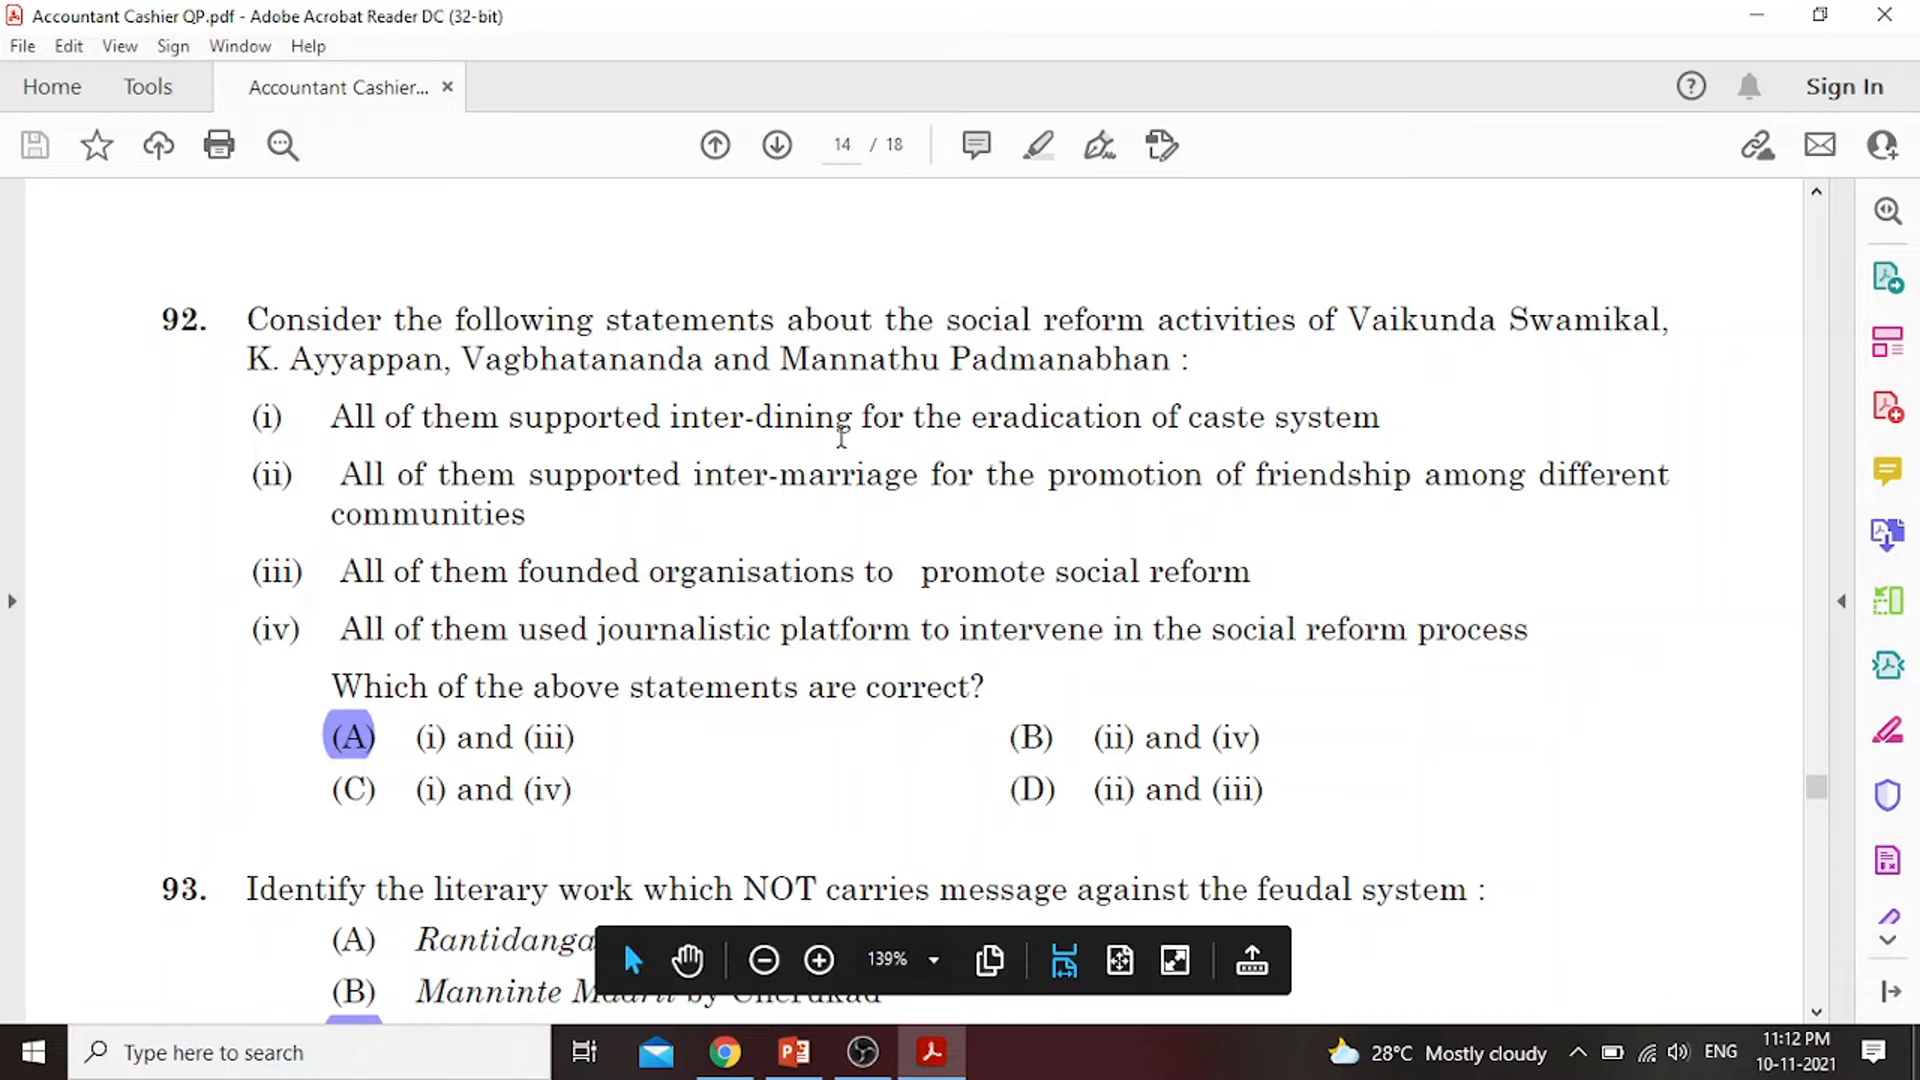 Accountant Cashier QP.pdf - Adobe Acrobat Reader DC (32-bit)
File Edit View Sign Window Help
Home Tools Accountant Cashier... × Sign In
14 / 18
92. Consider the following statements about the social reform activities of Vaikunda Swamikal,
K. Ayyappan, Vagbhatananda and Mannathu Padmanabhan :
(i) All of them supported inter-dining for the eradication of caste system
(ii) All of them supported inter-marriage for the promotion of friendship among different
communities
(iii) All of them founded organisations to promote social reform
(iv) All of them used journalistic platform to intervene in the social reform process
Which of the above statements are correct?
(A) (i) and (iii) (B) (ii) and (iv)
(C) (i) and (iv) (D) (ii) and (iii)
93. Identify the literary work which NOT carries message against the feudal system :
(A) Rantidanga
139%
(B) Manninte by Cherukad
Type here to search
28°C Mostly cloudy ENG
11:12 PM
10-11-2021